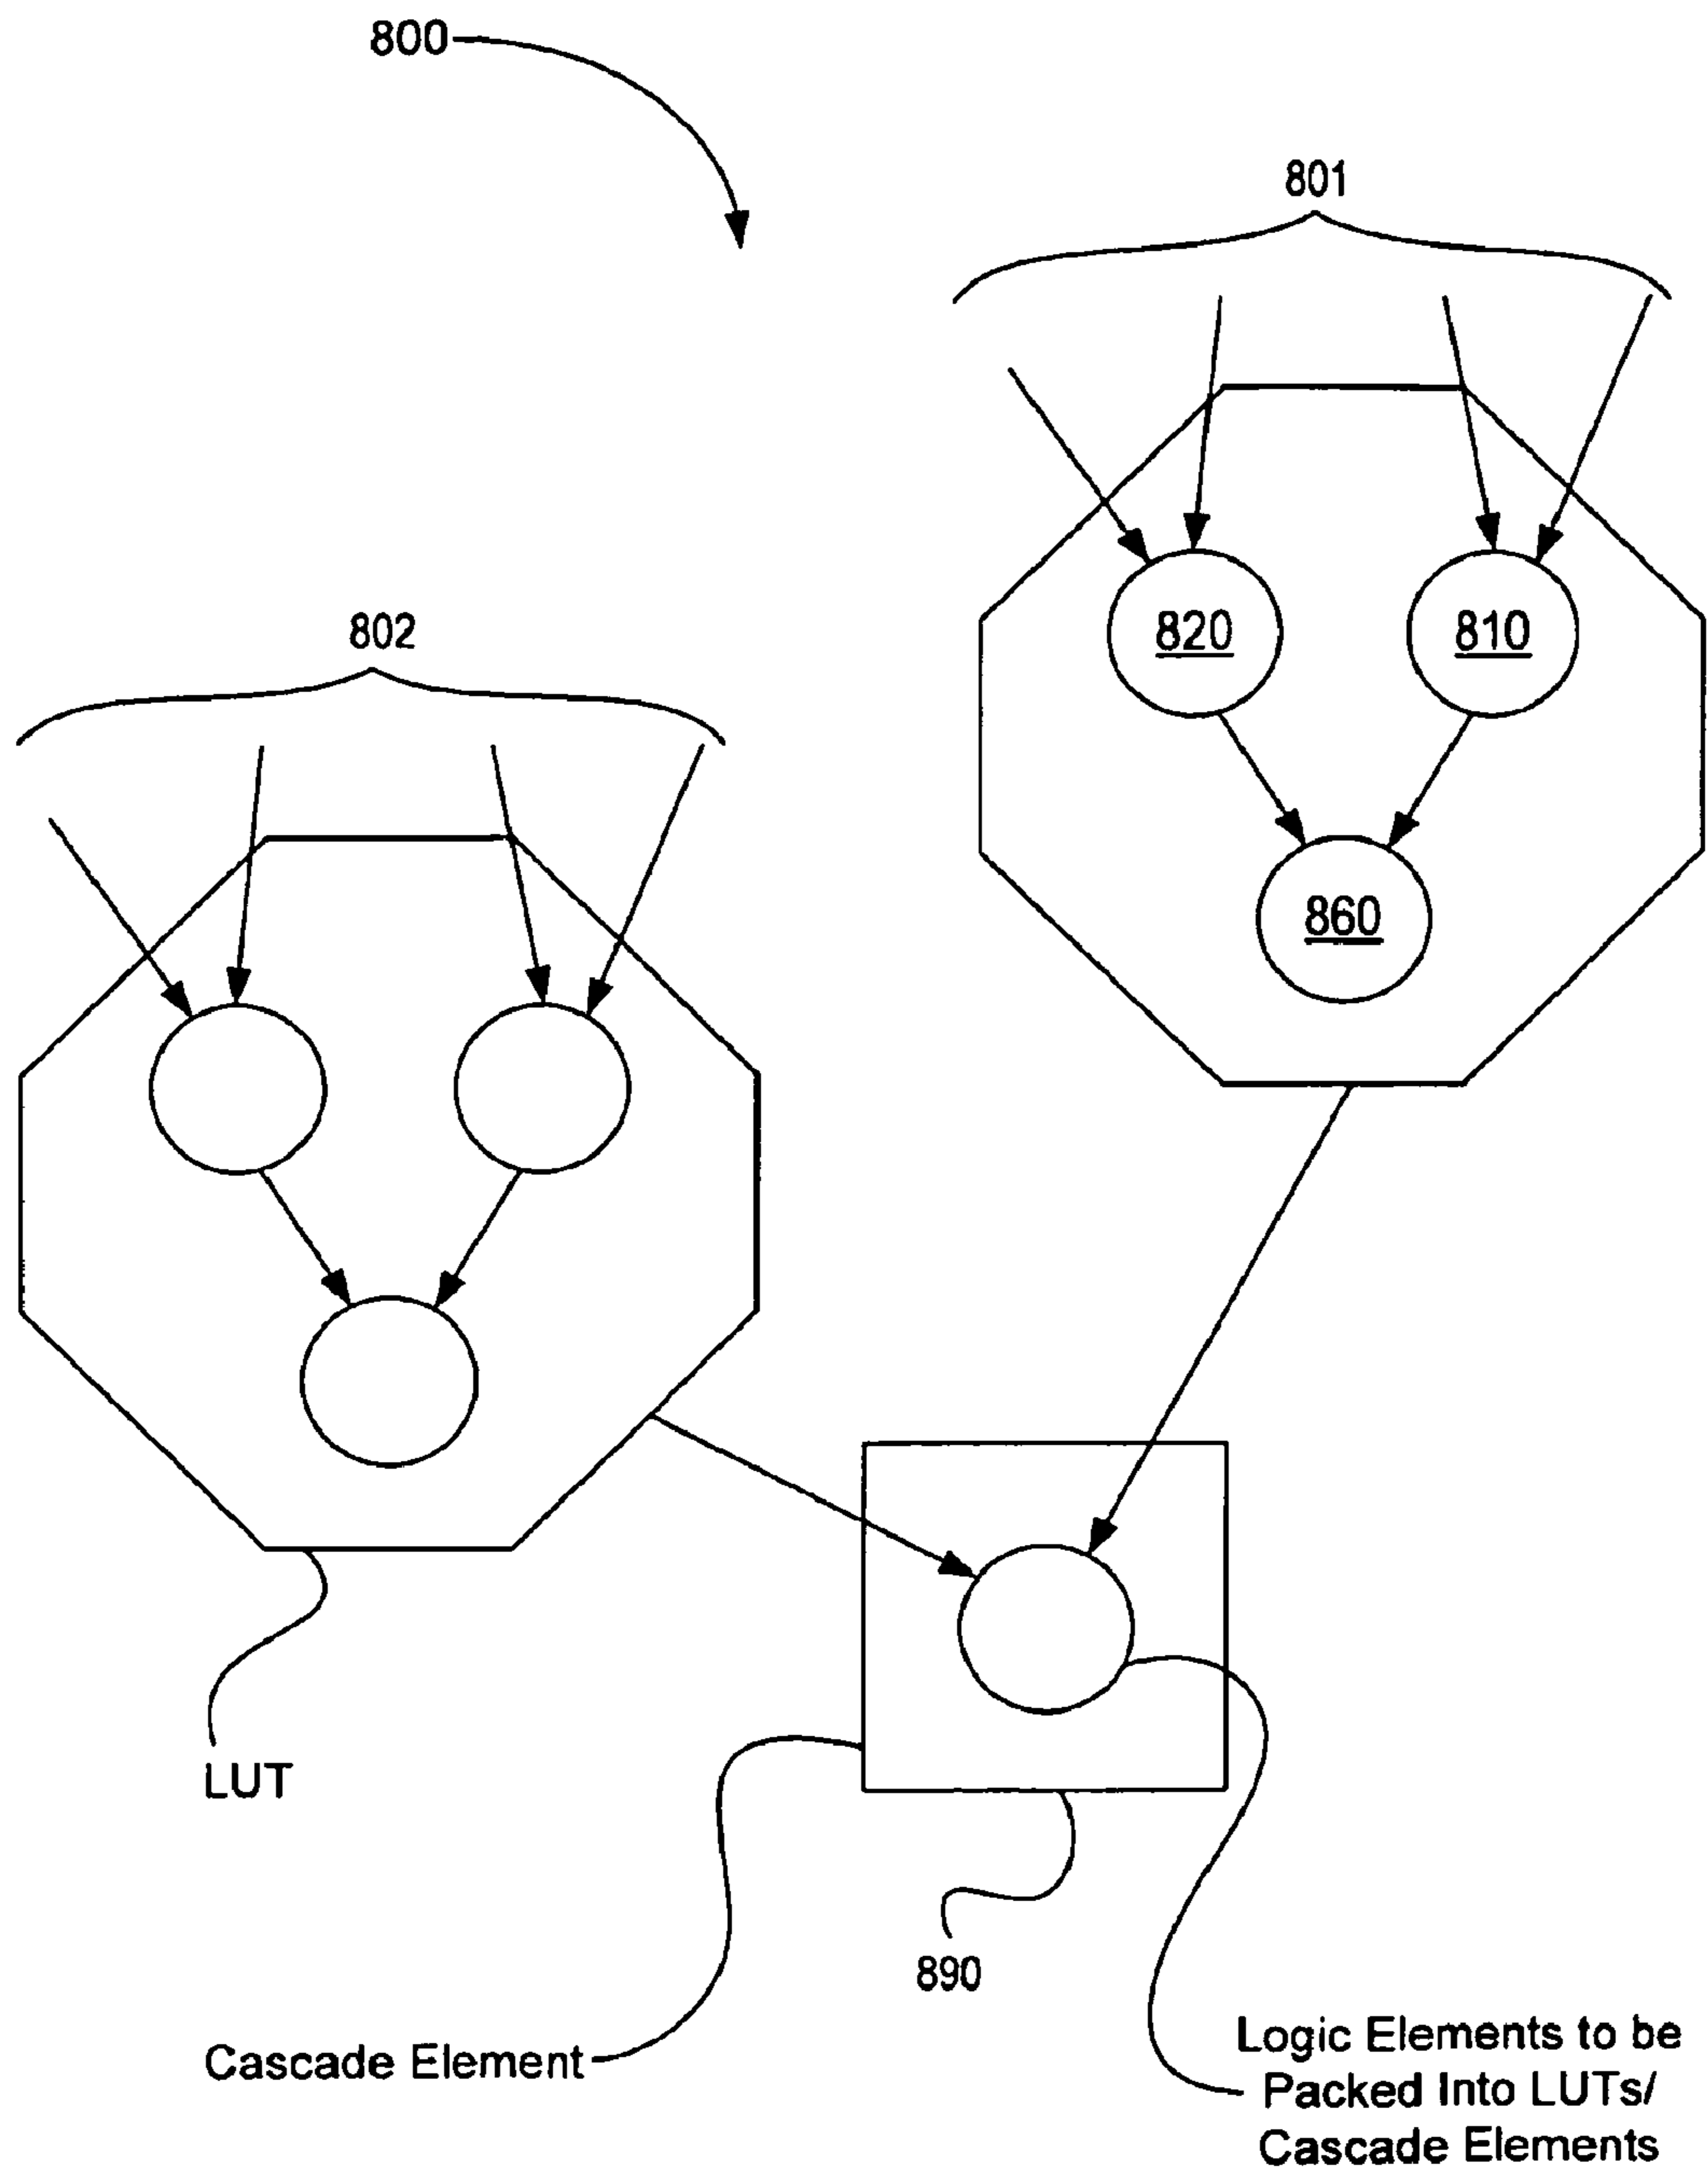 800
801
820
810
802
860
LUT
890
Cascade Element
Logic Elements to be
Packed Into LUTs/
Cascade Elements